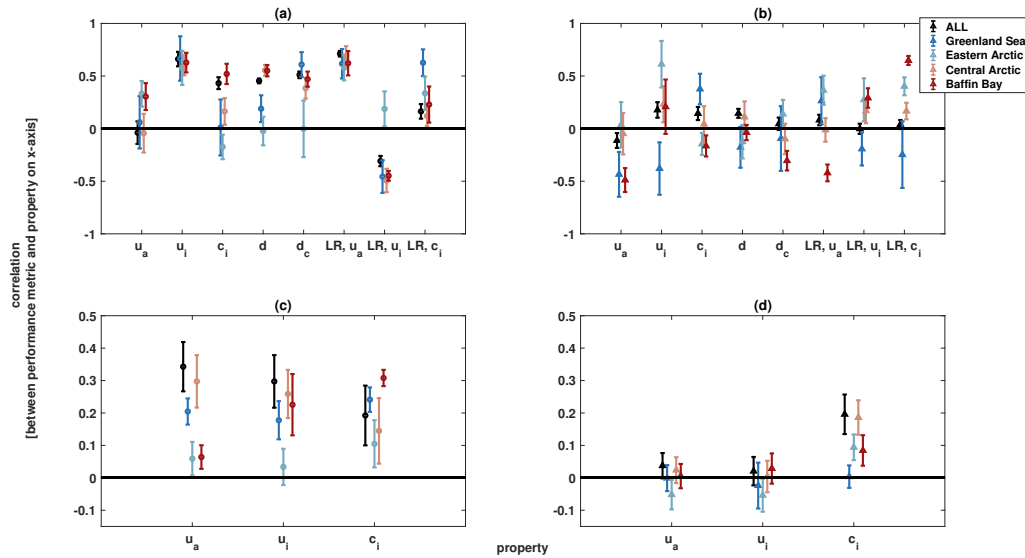 (a)
1
0.5
0
0.5
-1
u_a
u_i
c_i
d
d_c
LR, u_a
LR, u_i
LR, c_i
(b)
1
0.5
0
0.5
-1
u_a
u_i
c_i
d
d_c
LR, u_a
LR, u_i
LR, c_i
ALL
Greenland Sea
Eastern Arctic
Central Arctic
Baffin Bay
correlation
[between performance metric and property on x-axis]
(c)
0.5
0.4
0.3
0.2
0.1
0
-0.1
u_a
u_i
c_i
(d)
0.5
0.4
0.3
0.2
0.1
0
-0.1
u_a
u_i
c_i
property